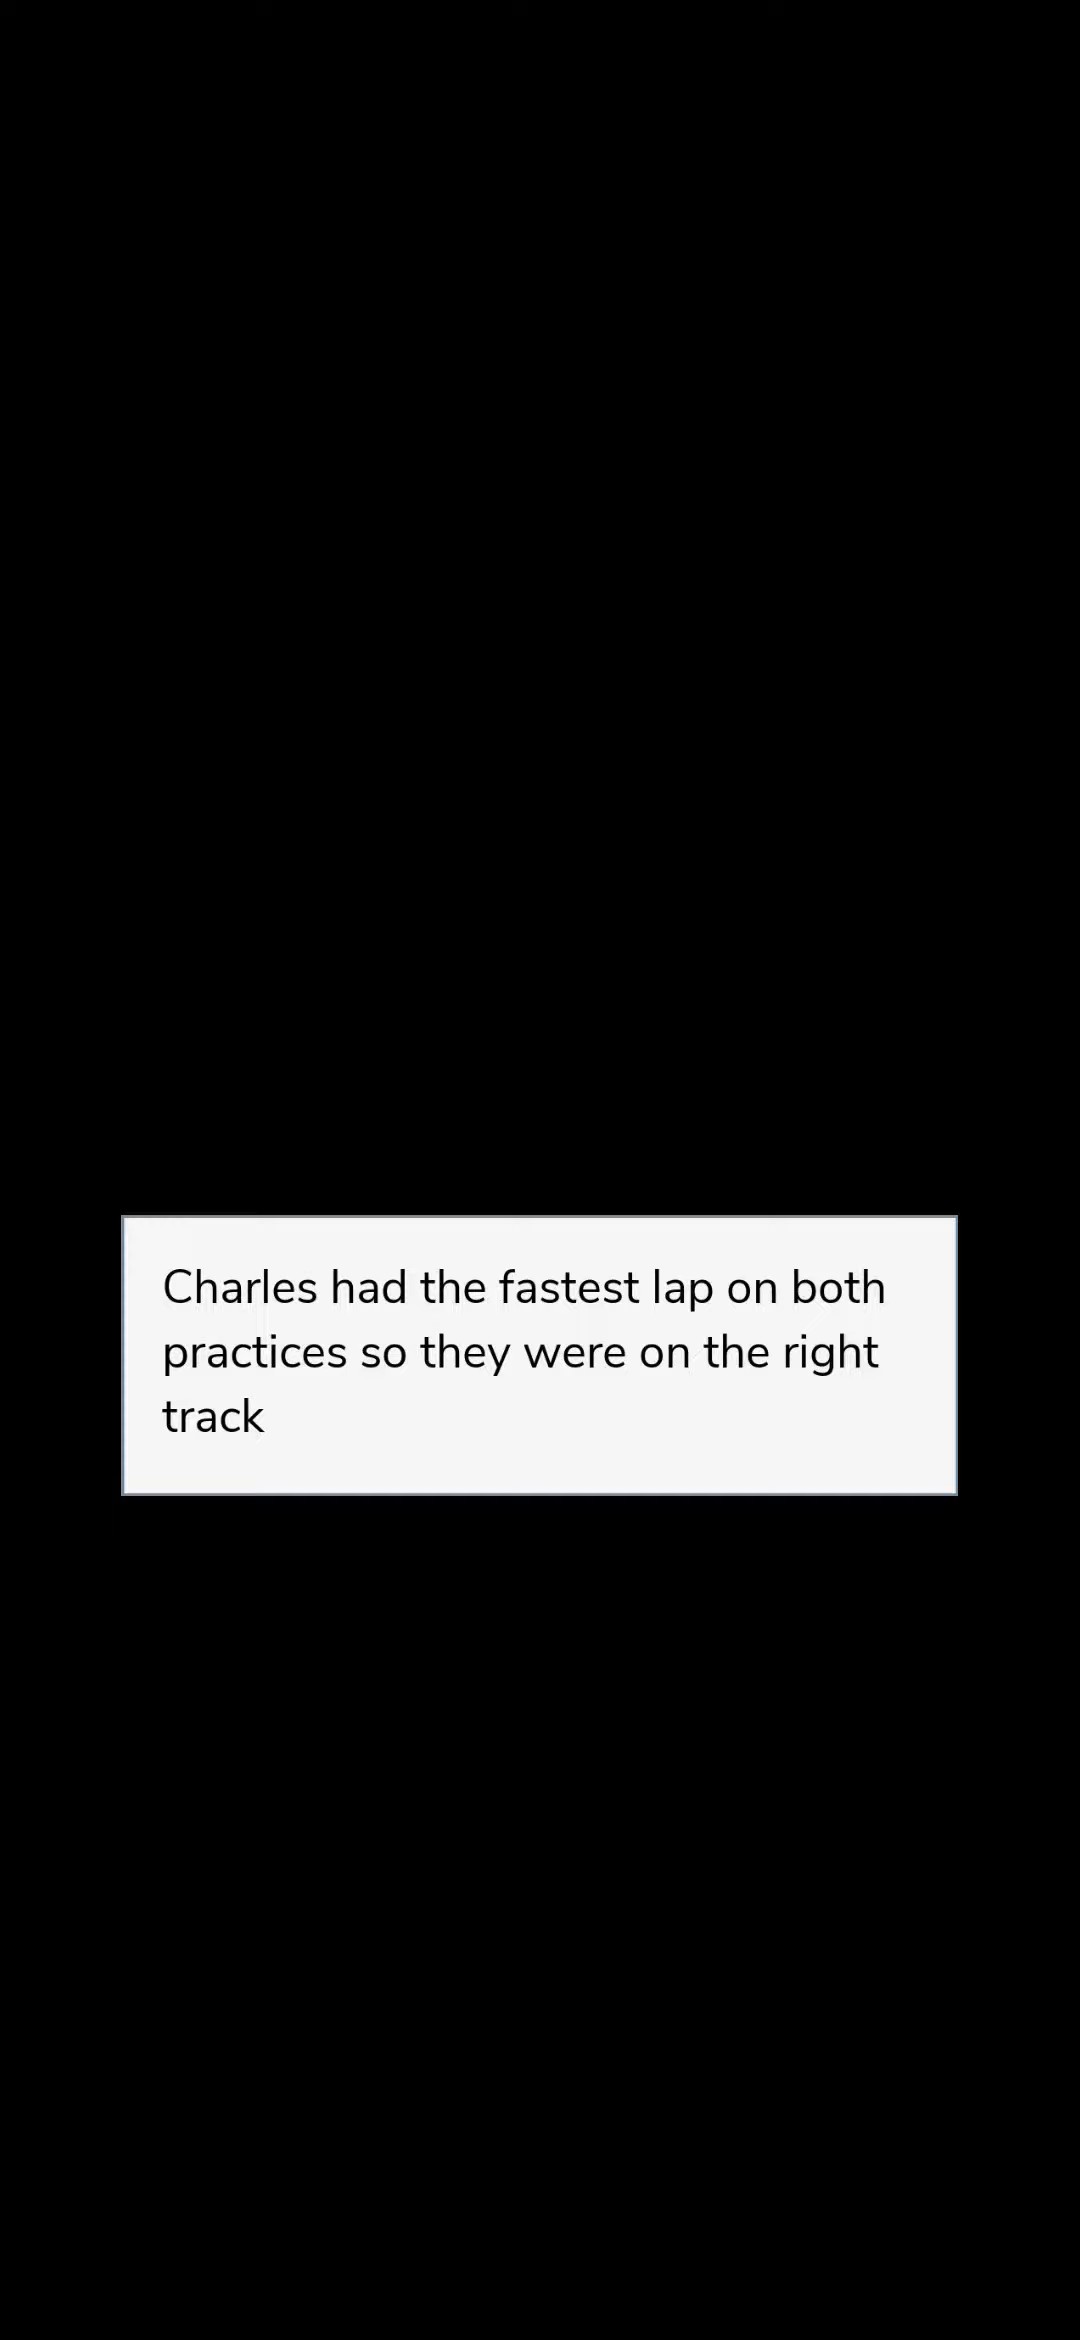 Charles had the fastest lap on both
practices so they were on the right
track